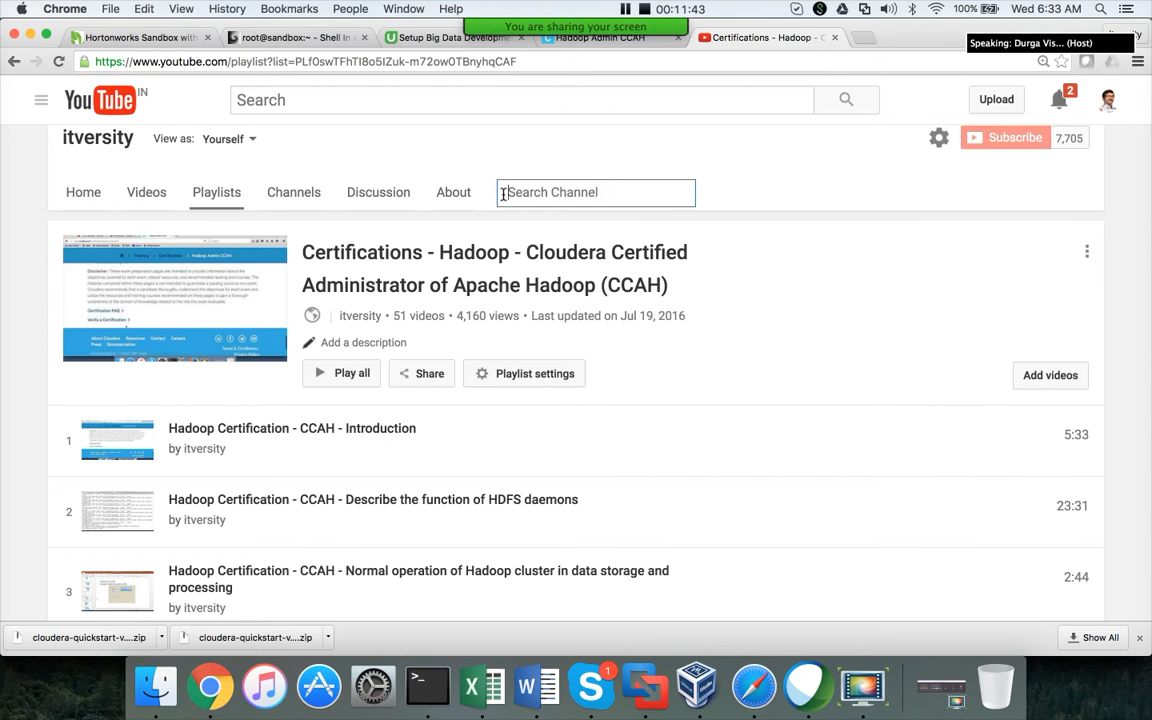 Chrome File Edit View History Bookmarks People Window Help 00:11:43 100% Wed 6:33 AM
You are sharing your screen
Hortonworks Sandbox with root@sandbox:~ - Shell In Setup Big Data Developmen Hadoop Admin CCAH Certifications - Hadoop - C
Speaking: Durga Vis... (Host)
https://www.youtube.com/playlist?list=PLf0swTFhTI8o5IZuk-m72ow0TBnyhqCAF
YouTube IN Search Upload 2
itversity View as: Yourself Subscribe 7,705
Home Videos Playlists Channels Discussion About Search Channel
Certifications - Hadoop - Cloudera Certified
Administrator of Apache Hadoop (CCAH)
itversity • 51 videos • 4,160 views • Last updated on Jul 19, 2016
Add a description
Play all Share Playlist settings Add videos
1 Hadoop Certification - CCAH - Introduction 5:33
by itversity
2 Hadoop Certification - CCAH - Describe the function of HDFS daemons 23:31
by itversity
3 Hadoop Certification - CCAH - Normal operation of Hadoop cluster in data storage and 2:44
processing
by itversity
cloudera-quickstart-v....zip cloudera-quickstart-v....zip Show All
1